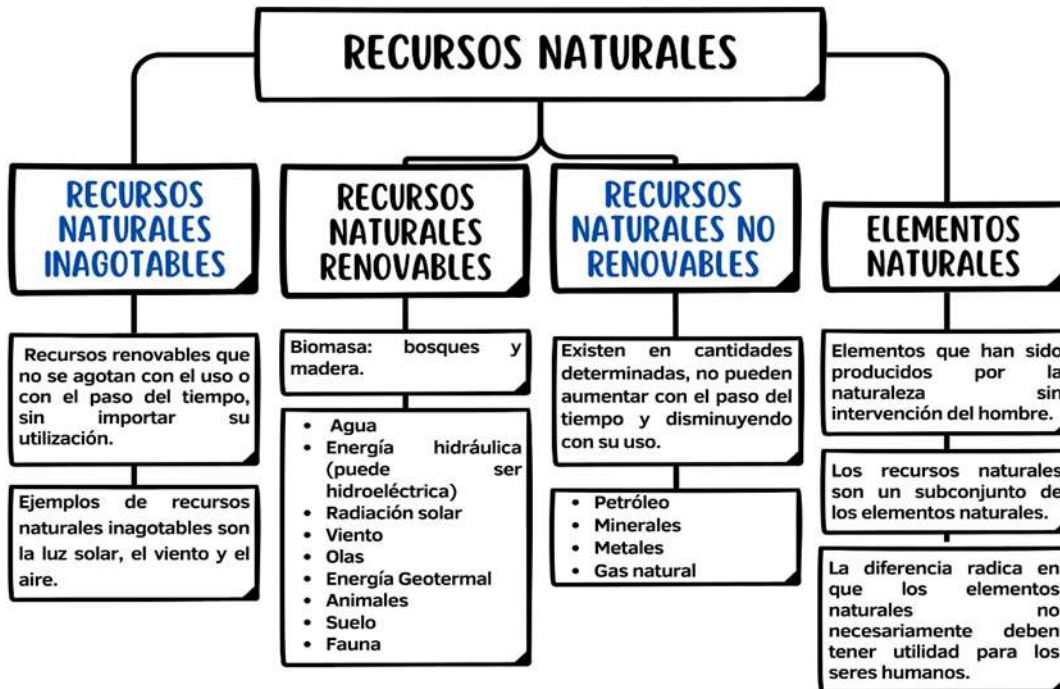 RECURSOS NATURALES
RECURSOS
NATURALES
INAGOTABLES
Recursos renovables que
no se agotan con el uso o
con el paso del tiempo,
sin importar su
utilización.
Ejemplos de recursos
naturales inagotables son
la luz solar, el viento y el
aire.
RECURSOS
NATURALES
RENOVABLES
Biomasa: bosques y
madera.
• Agua
• Energía hidráulica
(puede ser
hidroeléctrica)
• Radiación solar
• Viento
• Olas
• Energía Geotermal
• Animales
• Suelo
• Fauna
RECURSOS
NATURALES NO
RENOVABLES
Existen en cantidades
determinadas, no pueden
aumentar con el paso del
tiempo y disminuyendo
con su uso.
• Petróleo
• Minerales
• Metales
• Gas natural
ELEMENTOS
NATURALES
Elementos que han sido
producidos por la
naturaleza sin
intervención del hombre.
Los recursos naturales
son un subconjunto de
los elementos naturales.
La diferencia radica en
que los elementos
naturales no
necesariamente deben
tener utilidad para los
seres humanos.